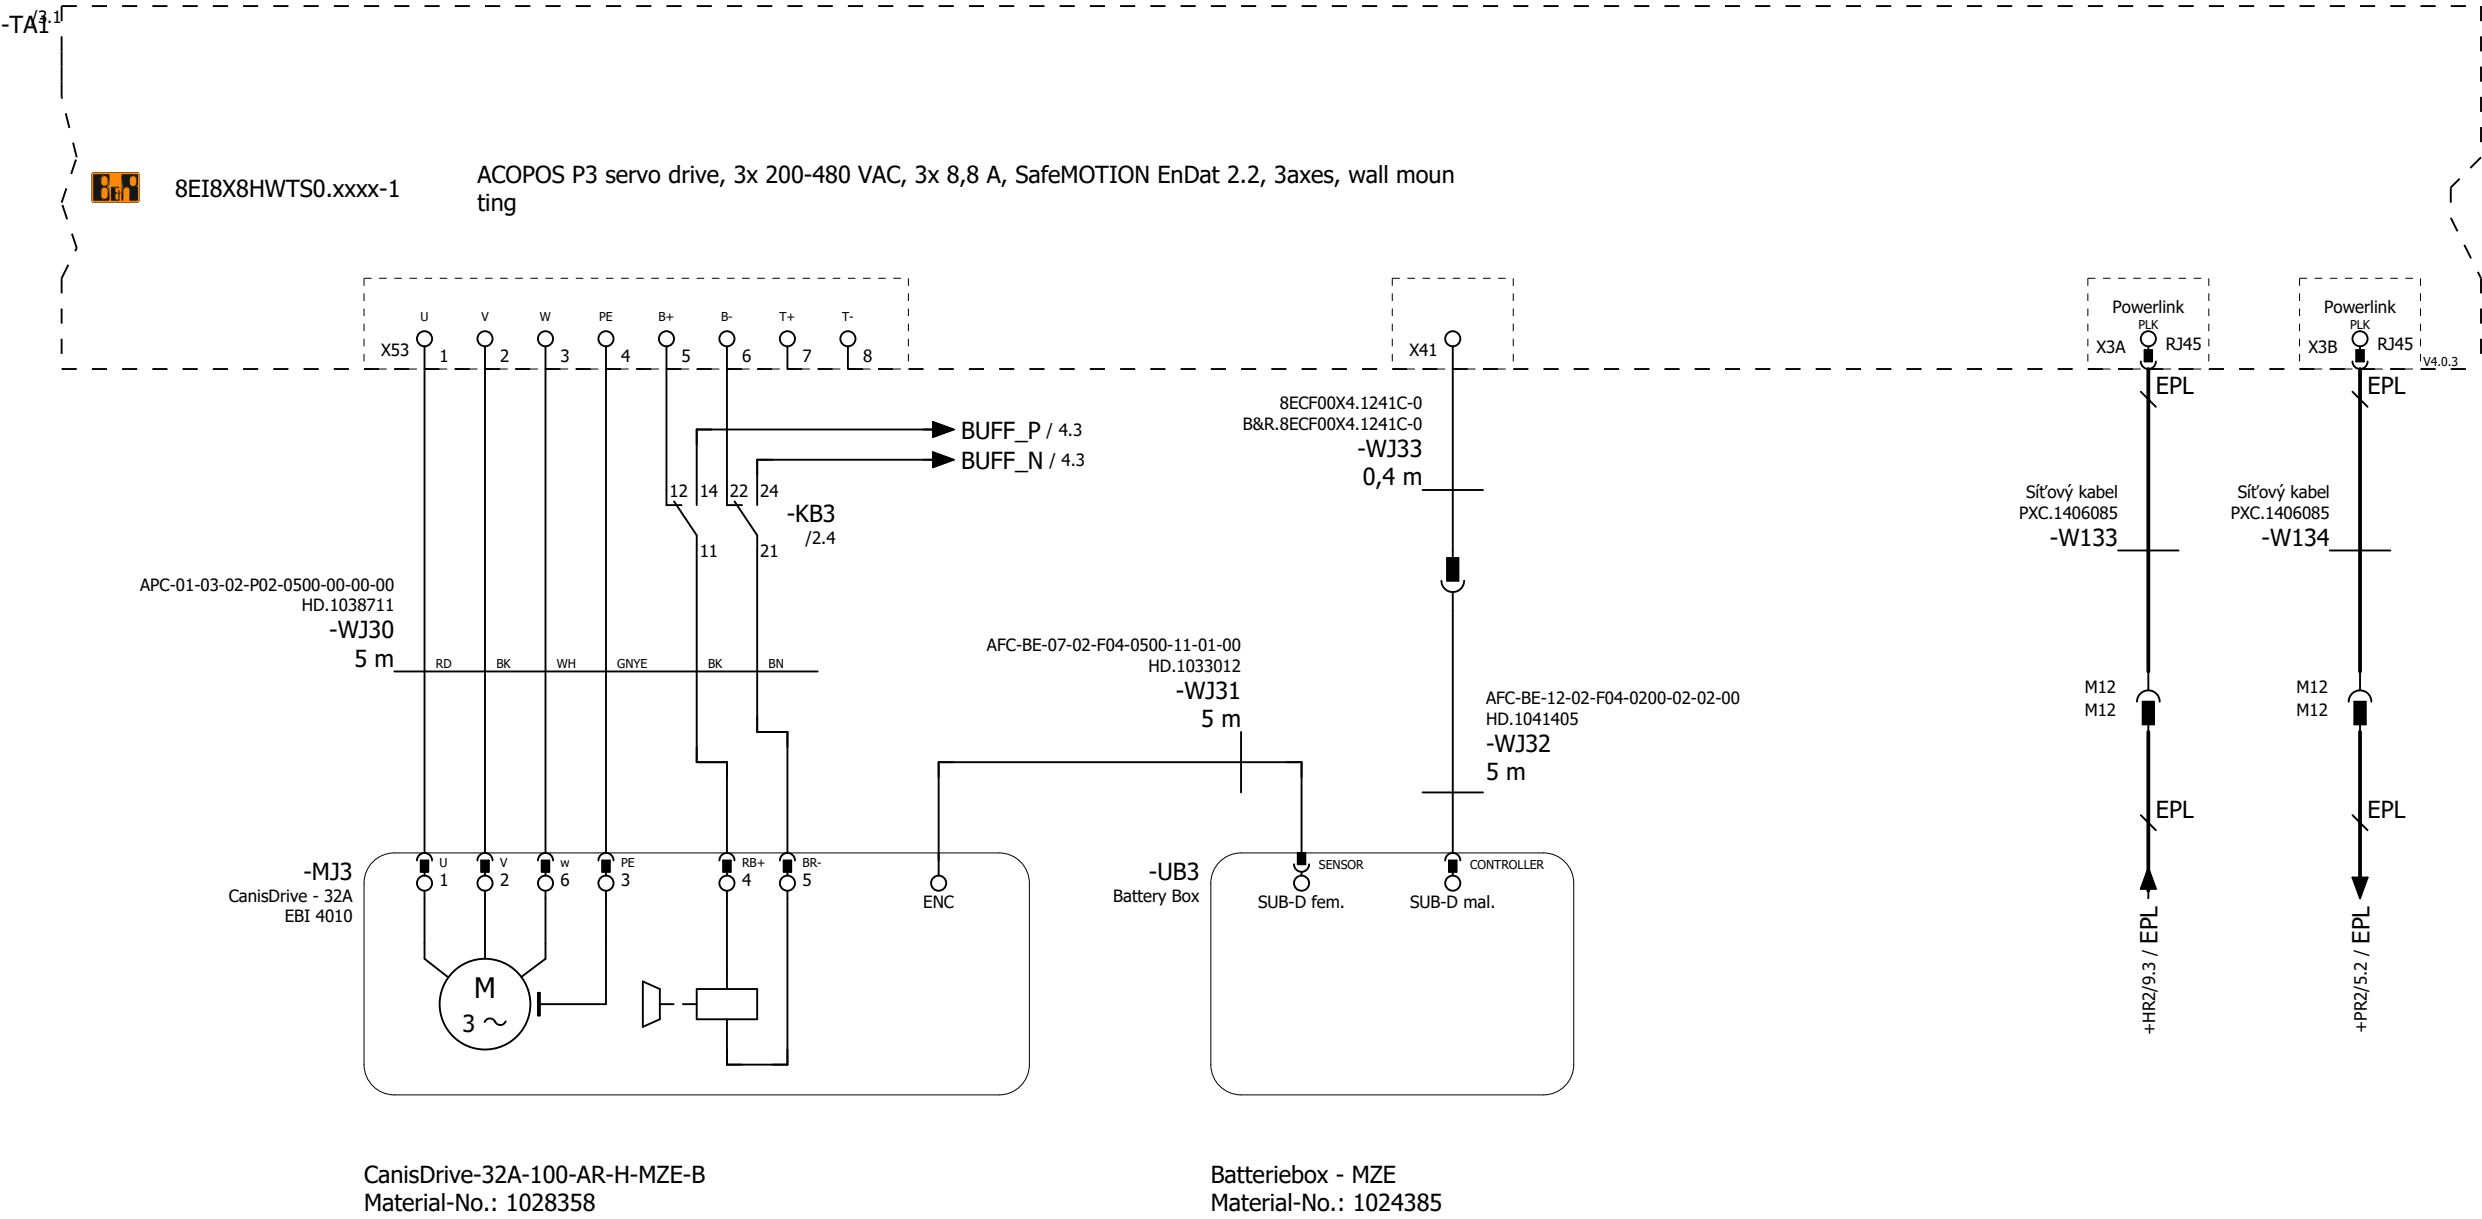 /3.1
-TA1
B&R
8EI8X8HWTS0.xxxx-1
ACOPOS P3 servo drive, 3x 200-480 VAC, 3x 8,8 A, SafeMOTION EnDat 2.2, 3axes, wall moun
ting
U V W PE B+ B- T+ T-
X53 1 2 3 4 5 6 7 8
X41
Powerlink
PLK
X3A RJ45
Powerlink
PLK
X3B RJ45
V4.0.3
EPL
EPL
BUFF_P / 4.3
BUFF_N / 4.3
12 14 22 24
-KB3
/2.4
11 21
8ECF00X4.1241C-0
B&R.8ECF00X4.1241C-0
-WJ33
0,4 m
Síťový kabel
PXC.1406085
-W133
Síťový kabel
PXC.1406085
-W134
APC-01-03-02-P02-0500-00-00-00
HD.1038711
-WJ30
5 m
RD BK WH GNYE BK BN
AFC-BE-07-02-F04-0500-11-01-00
HD.1033012
-WJ31
5 m
AFC-BE-12-02-F04-0200-02-02-00
HD.1041405
-WJ32
5 m
M12
M12
M12
M12
EPL
EPL
-MJ3
CanisDrive - 32A
EBI 4010
U V w PE RB+ BR-
1 2 6 3 4 5
ENC
M
3 ~
-UB3
Battery Box
SENSOR
SUB-D fem.
CONTROLLER
SUB-D mal.
+HR2/9.3 / EPL
+PR2/5.2 / EPL
CanisDrive-32A-100-AR-H-MZE-B
Material-No.: 1028358
Batteriebox - MZE
Material-No.: 1024385